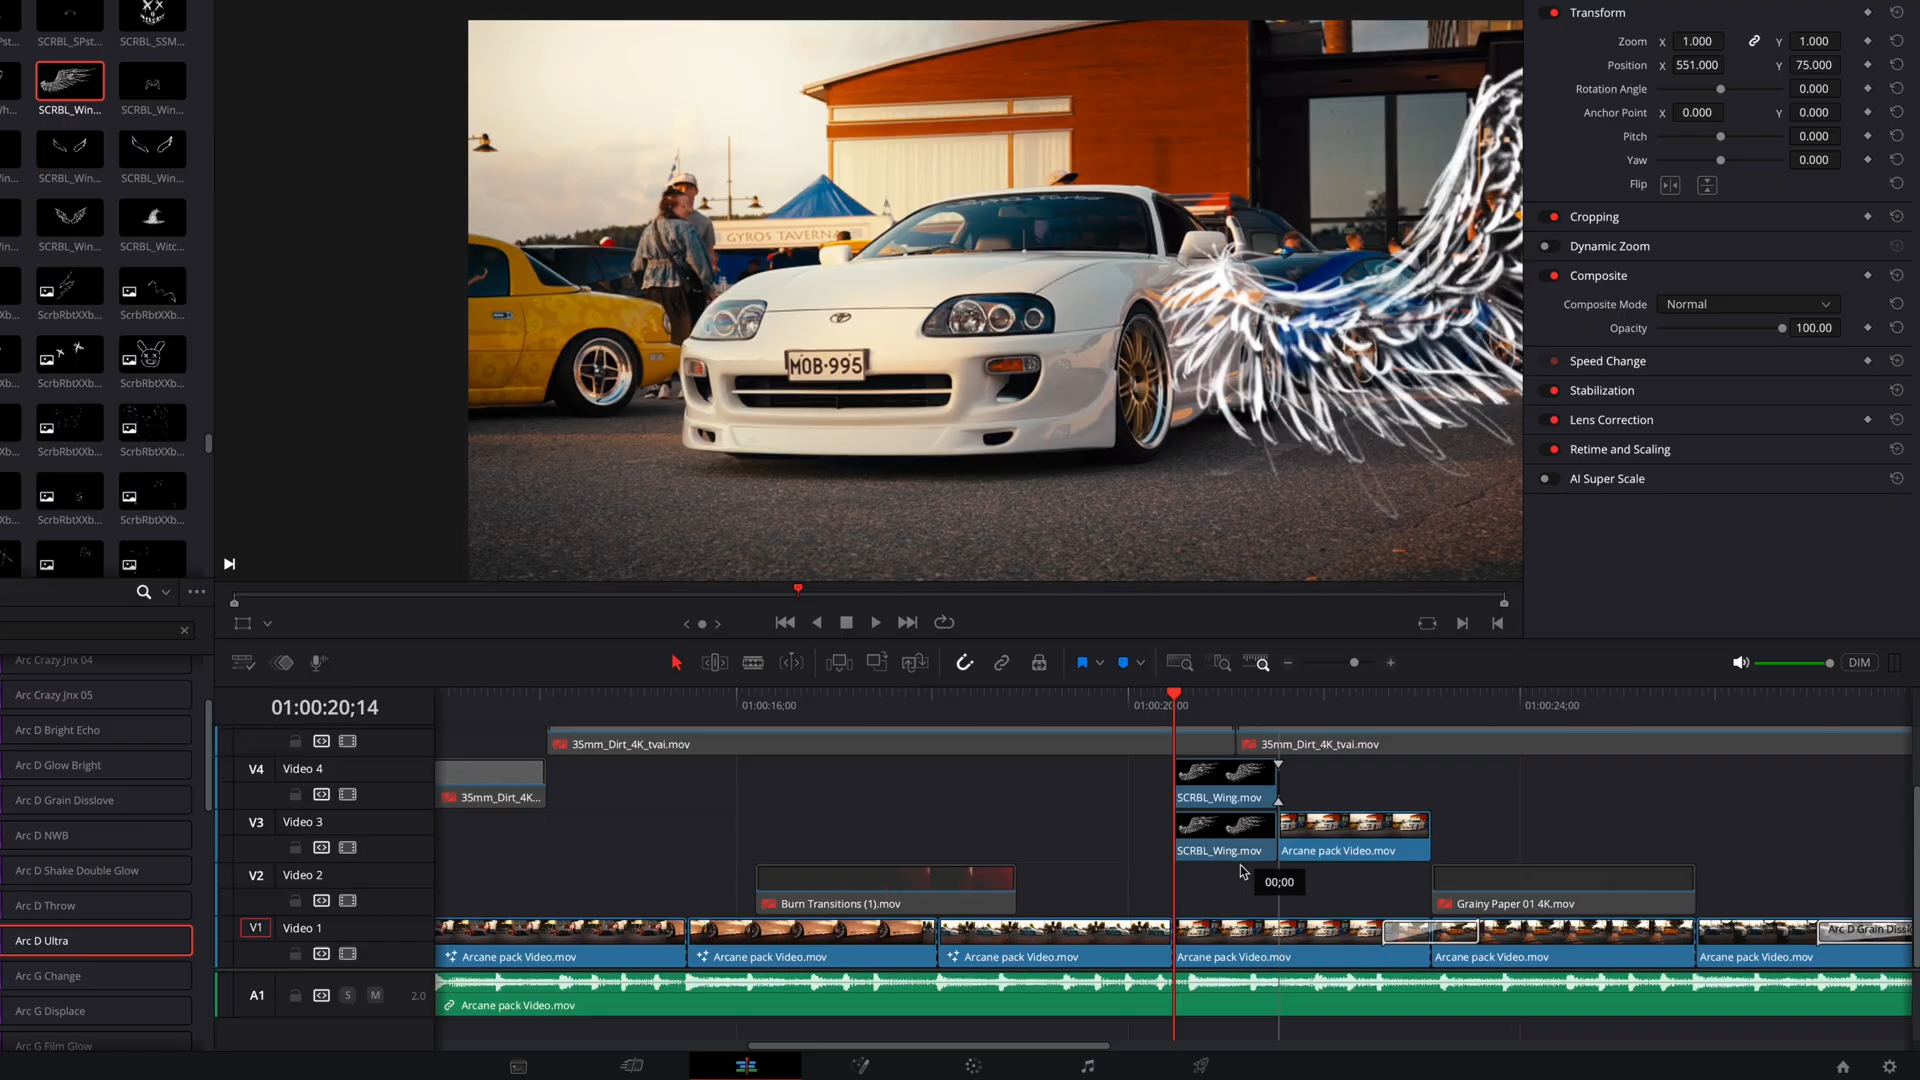 SCRBL_SPst...
SCRBL_SSM...
SCRBL_Win...
SCRBL_Win...
SCRBL_Win...
SCRBL_Win...
SCRBL_Win...
SCRBL_Witc...
ScrbRbtXXb...
ScrbRbtXXb...
ScrbRbtXXb...
ScrbRbtXXb...
ScrbRbtXXb...
ScrbRbtXXb...
ScrbRbtXXb...
ScrbRbtXXb...
GYROS TAVERNA
MOB-995
Transform
Zoom X 1.000 Y 1.000
Position X 551.000 Y 75.000
Rotation Angle 0.000
Anchor Point X 0.000 Y 0.000
Pitch 0.000
Yaw 0.000
Flip
Cropping
Dynamic Zoom
Composite
Composite Mode Normal
Opacity 100.00
Speed Change
Stabilization
Lens Correction
Retime and Scaling
AI Super Scale
DIM
Arc Crazy Jnx 04
Arc Crazy Jnx 05
Arc D Bright Echo
Arc D Glow Bright
Arc D Grain Disslove
Arc D NWB
Arc D Shake Double Glow
Arc D Throw
Arc D Ultra
Arc G Change
Arc G Displace
Arc G Film Glow
01:00:20;14
01:00:16;00
01:00:20;00
01:00:24;00
35mm_Dirt_4K_tvai.mov
35mm_Dirt_4K_tvai.mov
V4 Video 4
35mm_Dirt_4K...
SCRBL_Wing.mov
V3 Video 3
SCRBL_Wing.mov
Arcane pack Video.mov
00;00
V2 Video 2
Burn Transitions (1).mov
Grainy Paper 01 4K.mov
V1 Video 1
Arc D Grain Disslo
Arcane pack Video.mov
Arcane pack Video.mov
Arcane pack Video.mov
Arcane pack Video.mov
Arcane pack Video.mov
Arcane pack Video.mov
A1 S M 2.0
Arcane pack Video.mov